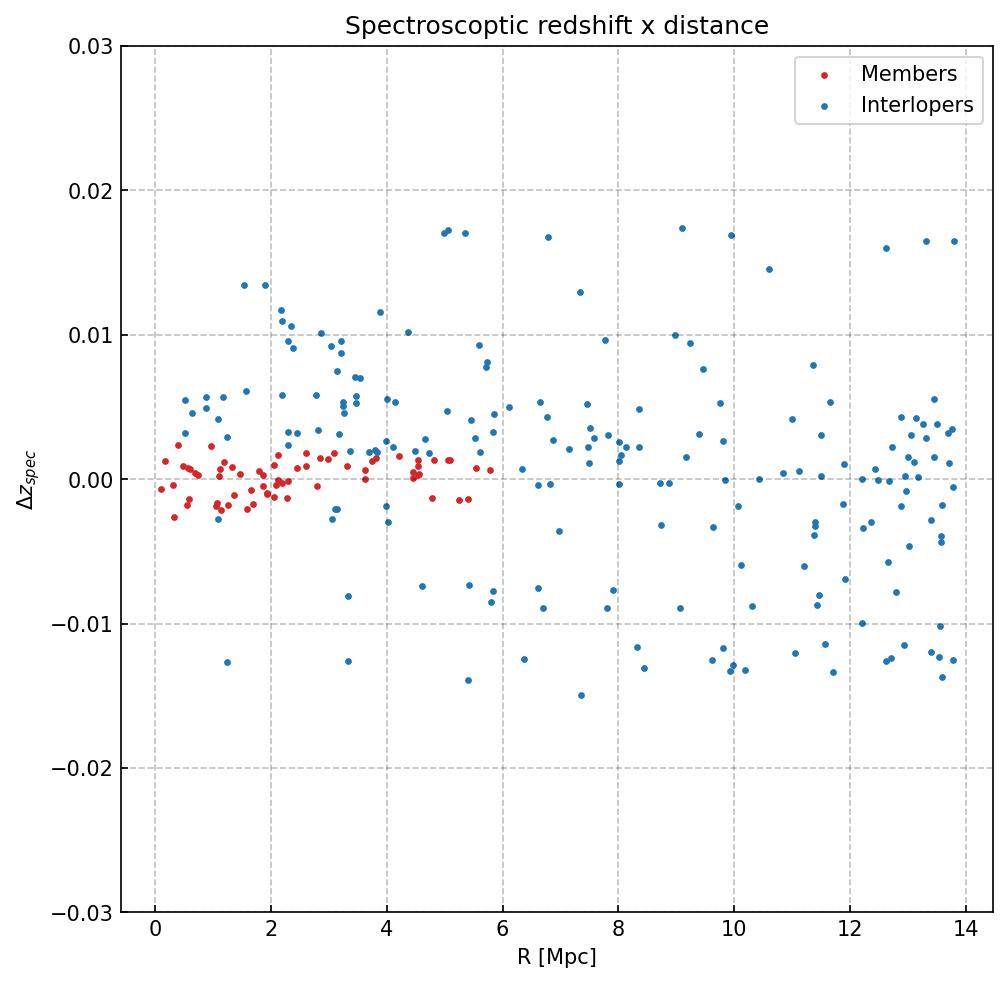 Spectroscoptic redshift x distance
Members
Interlopers
0.03
0.02
0.01
0.00
−0.01
−0.02
−0.03
Δz_spec
0 2 4 6 8 10 12 14
R [Mpc]